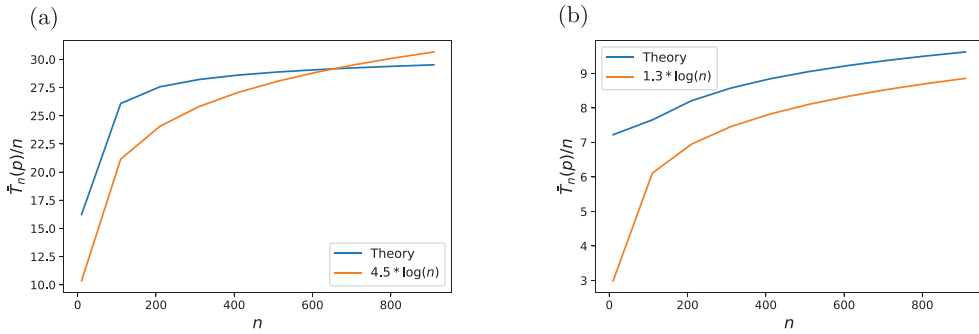 (a)
30.0
27.5
25.0
22.5
20.0
17.5
15.0
12.5
10.0
T̄ₙ(p)/n
0 200 400 600 800
n
Theory
4.5*log(n)
(b)
9
8
7
6
5
4
3
T̄ₙ(p)/n
0 200 400 600 800
n
Theory
1.3*log(n)